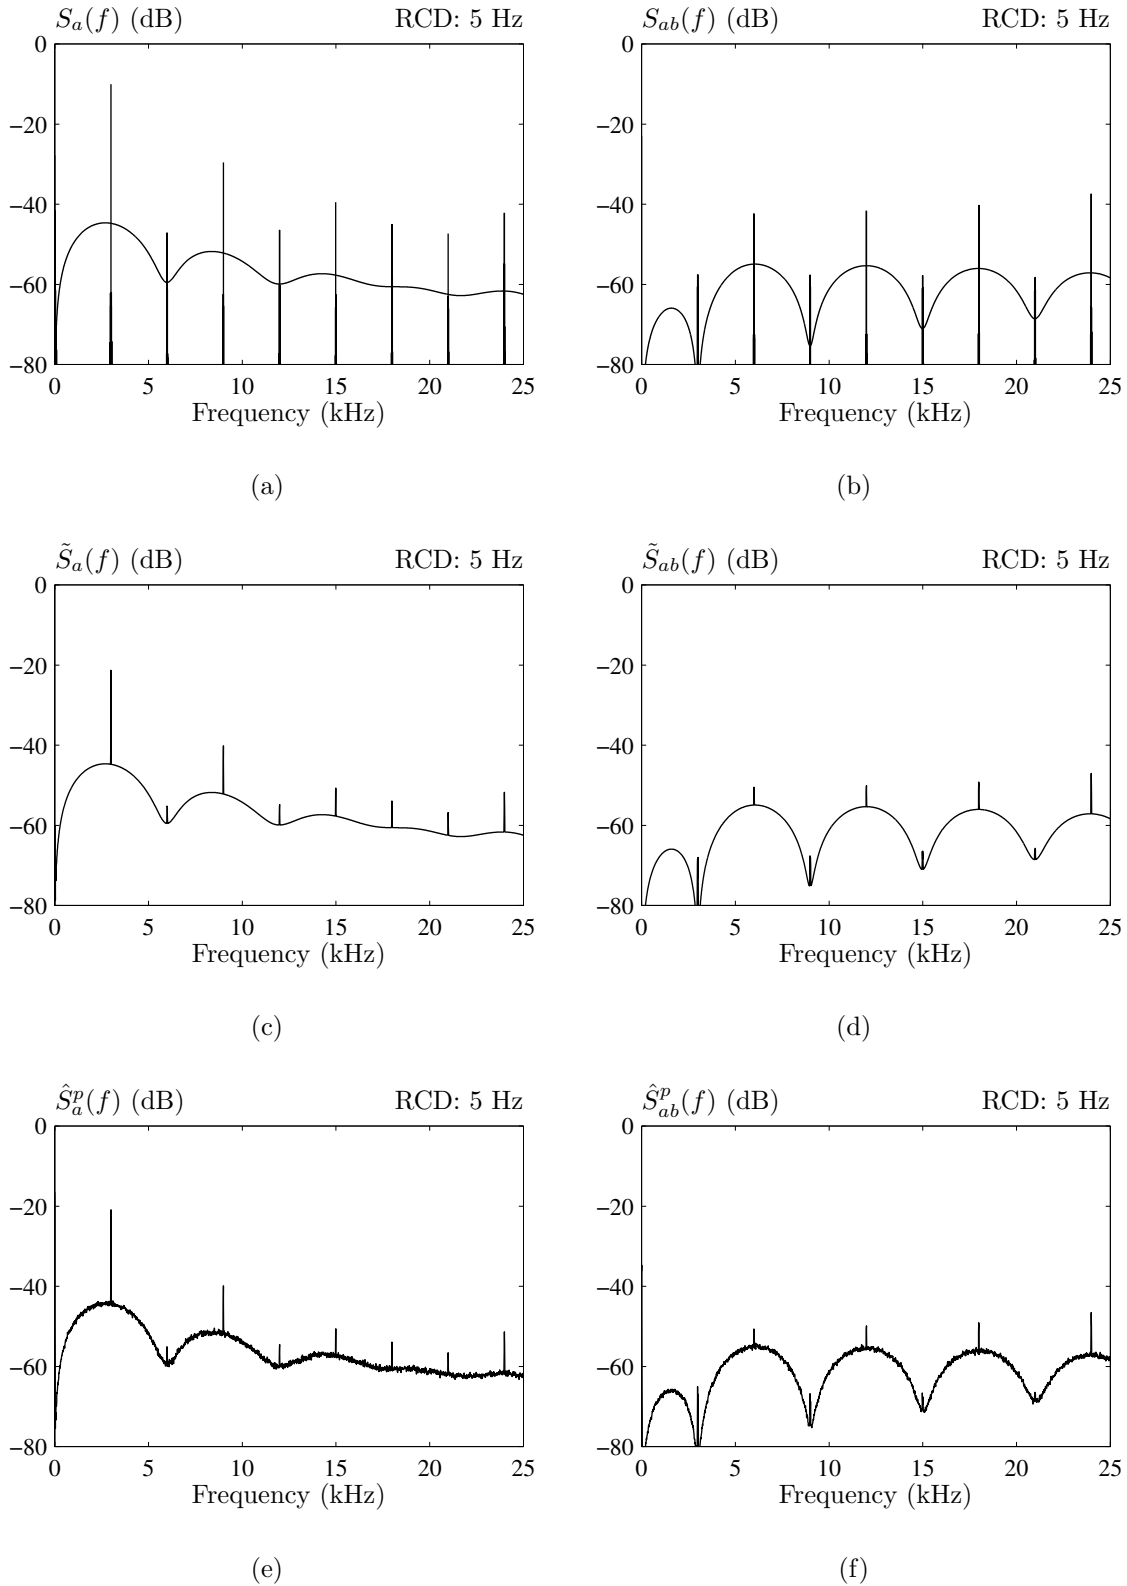 Sₐ(f) (dB) RCD: 5 Hz
0
−20
−40
−60
−80
0 5 10 15 20 25
Frequency (kHz)
(a)
Sₐb(f) (dB) RCD: 5 Hz
0
−20
−40
−60
−80
0 5 10 15 20 25
Frequency (kHz)
(b)
S̃ₐ(f) (dB) RCD: 5 Hz
0
−20
−40
−60
−80
0 5 10 15 20 25
Frequency (kHz)
(c)
S̃ₐb(f) (dB) RCD: 5 Hz
0
−20
−40
−60
−80
0 5 10 15 20 25
Frequency (kHz)
(d)
Ŝᵖₐ(f) (dB) RCD: 5 Hz
0
−20
−40
−60
−80
0 5 10 15 20 25
Frequency (kHz)
(e)
Ŝᵖₐb(f) (dB) RCD: 5 Hz
0
−20
−40
−60
−80
0 5 10 15 20 25
Frequency (kHz)
(f)